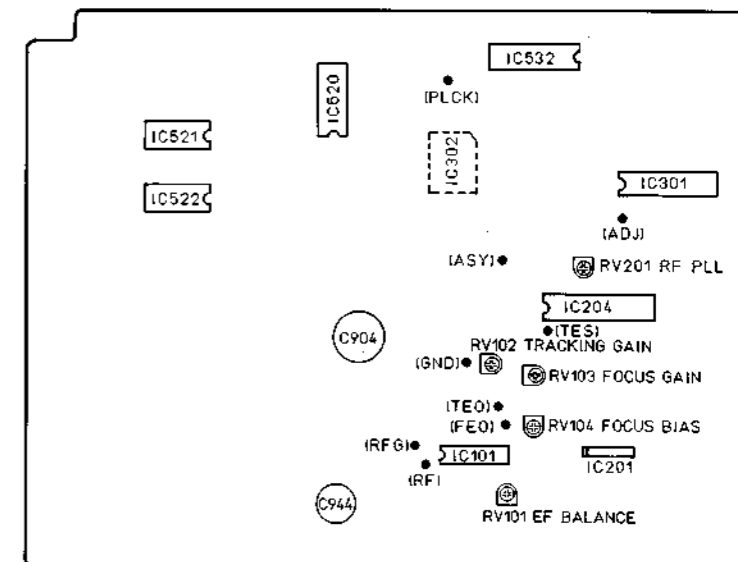 IC532
IC520
(PLCK)
IC521
IC302
IC522
IC301
(ADJ)
(ASY)
RV201 RF PLL
IC204
(TES)
C904
RV102 TRACKING GAIN
(GND)
RV103 FOCUS GAIN
(TEO)
(FEO)
RV104 FOCUS BIAS
(RFG)
IC101
IC201
(RF)
C944
RV101 EF BALANCE